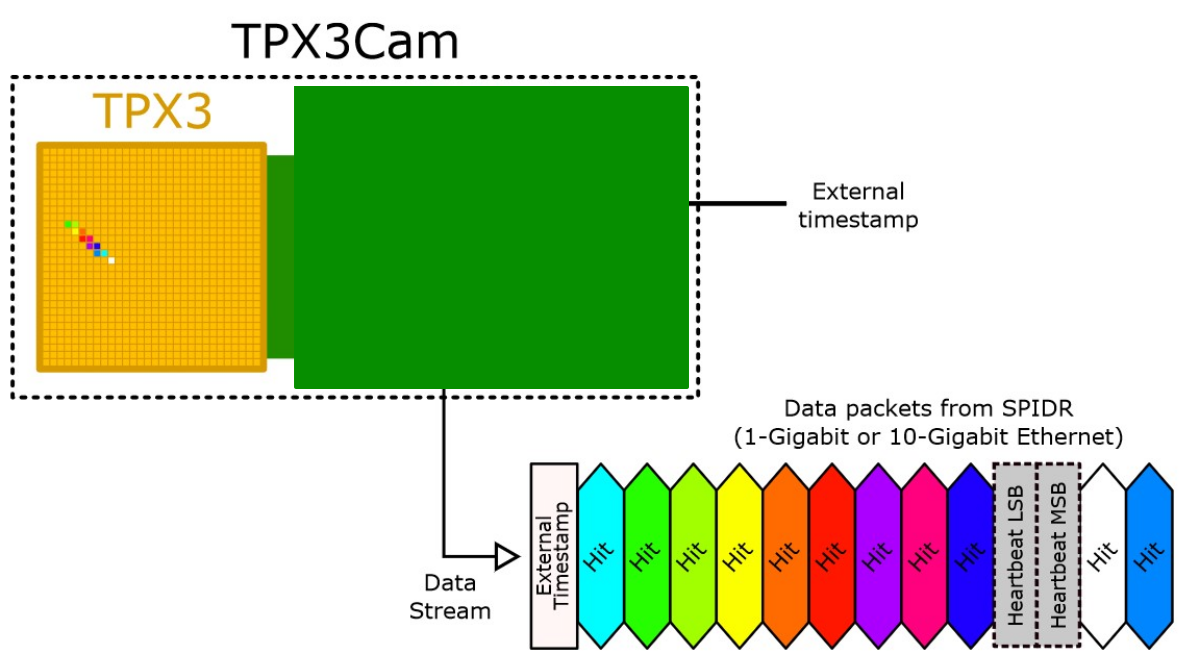 TPX3Cam
TPX3
External
timestamp
Data packets from SPIDR
(1-Gigabit or 10-Gigabit Ethernet)
Data
Stream
External
Timestamp
Hit
Hit
Hit
Hit
Hit
Hit
Hit
Hit
Hit
Heartbeat LSB
Heartbeat MSB
Hit
Hit